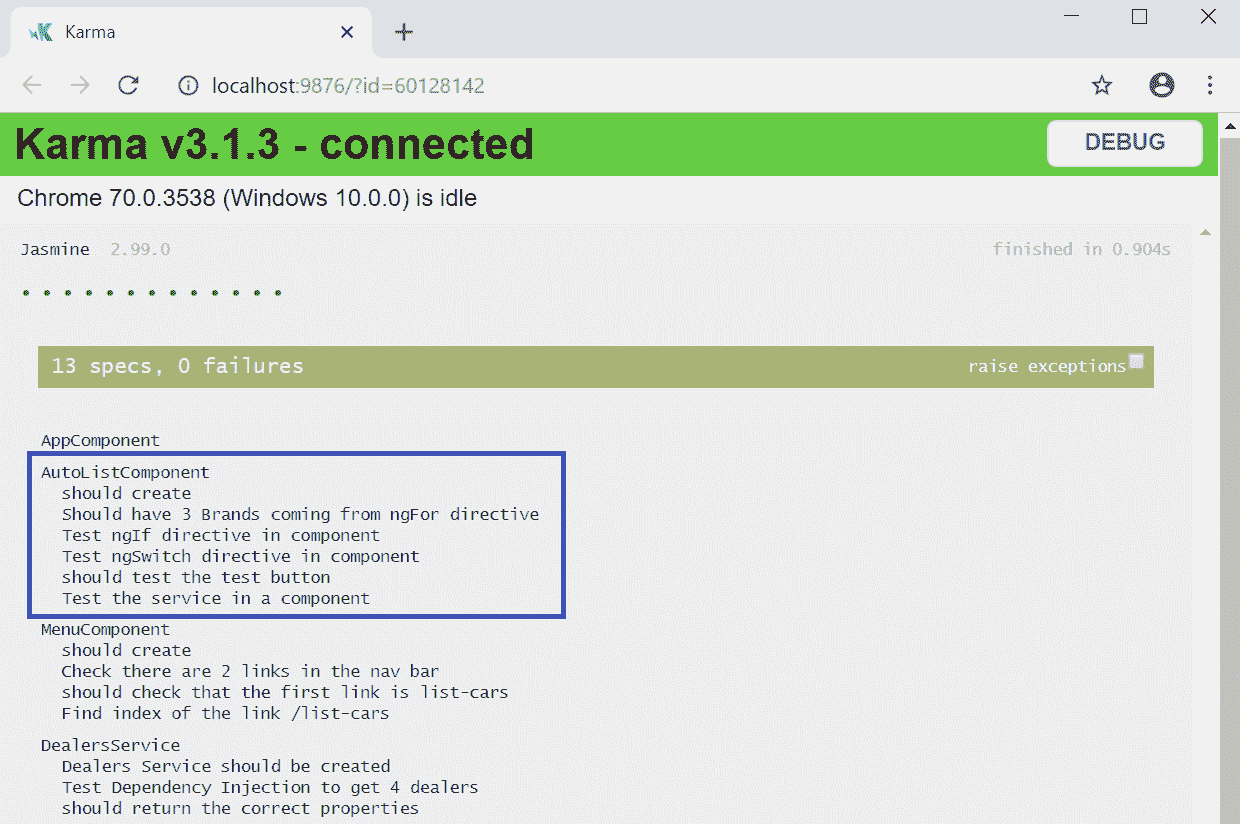 Karma
localhost:9876/?id=60128142
Karma v3.1.3 - connected
DEBUG
Chrome 70.0.3538 (Windows 10.0.0) is idle
Jasmine 2.99.0 finished in 0.904s
13 specs, 0 failures raise exceptions
AppComponent
AutoListComponent
should create
Should have 3 Brands coming from ngFor directive
Test ngIf directive in component
Test ngSwitch directive in component
should test the test button
Test the service in a component
MenuComponent
should create
Check there are 2 links in the nav bar
should check that the first link is list-cars
Find index of the link /list-cars
DealersService
Dealers Service should be created
Test Dependency Injection to get 4 dealers
should return the correct properties